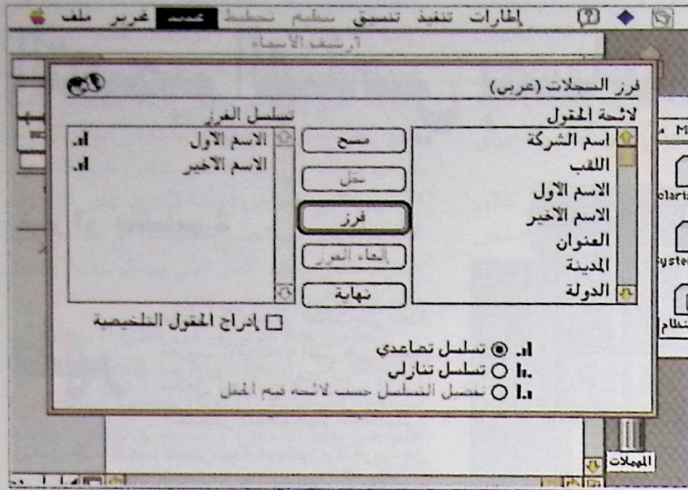 ملف تحرير تخطيط تنظيم تنسيق تنفيذ إطارات
أرشيف الأسماء
فرز السجلات (عربي)
لائحة الحقول
تسلسل الفرز
اسم الشركة
اللقب
الاسم الأول
الاسم الأخير
العنوان
المدينة
الدولة
مسح
نقل
فرز
إلغاء الفرز
نهاية
الاسم الأول
الاسم الأخير
إدراج الحقول التلخيصية
تسلسل تصاعدي
تسلسل تنازلي
تفصيل التسلسل حسب لائحة قيم الحقل
المهملات